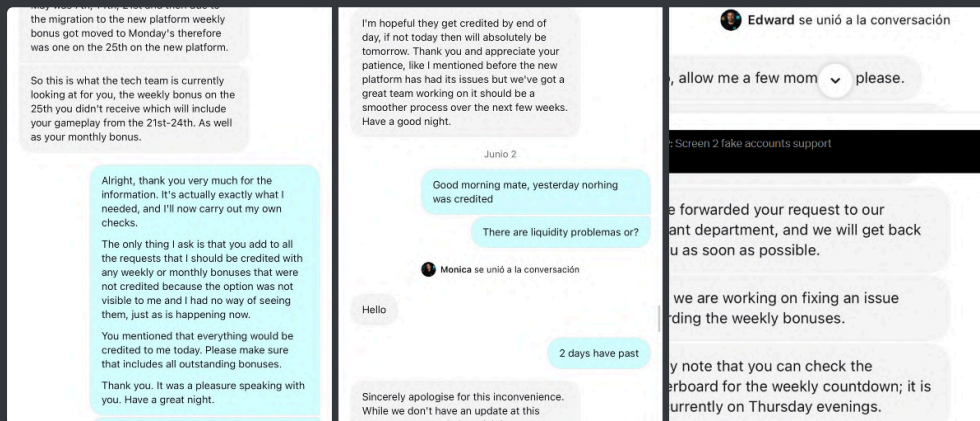 the migration to the new platform weekly
bonus got moved to Monday's therefore
was one on the 25th on the new platform.
So this is what the tech team is currently
looking at for you, the weekly bonus on the
25th you didn't receive which will include
your gameplay from the 21st-24th. As well
as your monthly bonus.
Alright, thank you very much for the
information. It's actually exactly what I
needed, and I'll now carry out my own
checks.
The only thing I ask is that you add to all
the requests that I should be credited with
any weekly or monthly bonuses that were
not credited because the option was not
visible to me and I had no way of seeing
them, just as is happening now.
You mentioned that everything would be
credited to me today. Please make sure
that includes all outstanding bonuses.
Thank you. It was a pleasure speaking with
you. Have a great night.
I'm hopeful they get credited by end of
day, if not today then will absolutely be
tomorrow. Thank you and appreciate your
patience, like I mentioned before the new
platform has had its issues but we've got a
great team working on it should be a
smoother process over the next few weeks.
Have a good night.
Junio 2
Good morning mate, yesterday norhing
was credited
There are liquidity problemas or?
Monica se unió a la conversación
Hello
2 days have past
Sincerely apologise for this inconvenience.
While we don't have an update at this
Edward se unió a la conversación
, allow me a few mom please.
: Screen 2 fake accounts support
e forwarded your request to our
ant department, and we will get back
u as soon as possible.
we are working on fixing an issue
rding the weekly bonuses.
y note that you can check the
erboard for the weekly countdown; it is
urrently on Thursday evenings.